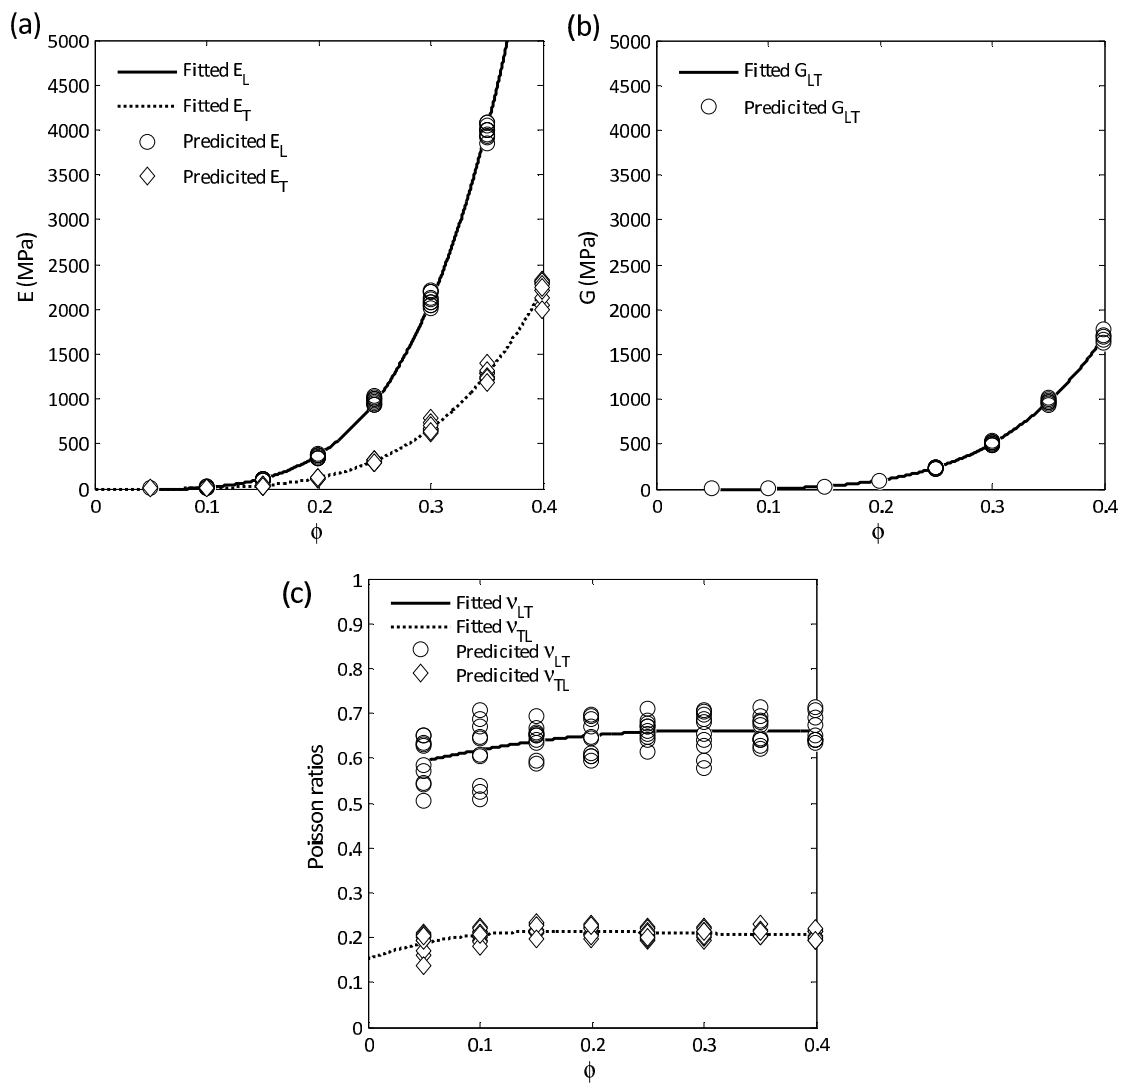 (a)
5000
4500
4000
3500
3000
2500
2000
1500
1000
500
0
E (MPa)
Fitted E_L
Fitted E_T
Predicited E_L
Predicited E_T
0 0.1 0.2 0.3 0.4
ϕ
(b)
5000
4500
4000
3500
3000
2500
2000
1500
1000
500
0
G (MPa)
Fitted G_LT
Predicited G_LT
0 0.1 0.2 0.3 0.4
ϕ
(c)
1
0.9
0.8
0.7
0.6
0.5
0.4
0.3
0.2
0.1
0
Poisson ratios
Fitted ν_LT
Fitted ν_TL
Predicited ν_LT
Predicited ν_TL
0 0.1 0.2 0.3 0.4
ϕ